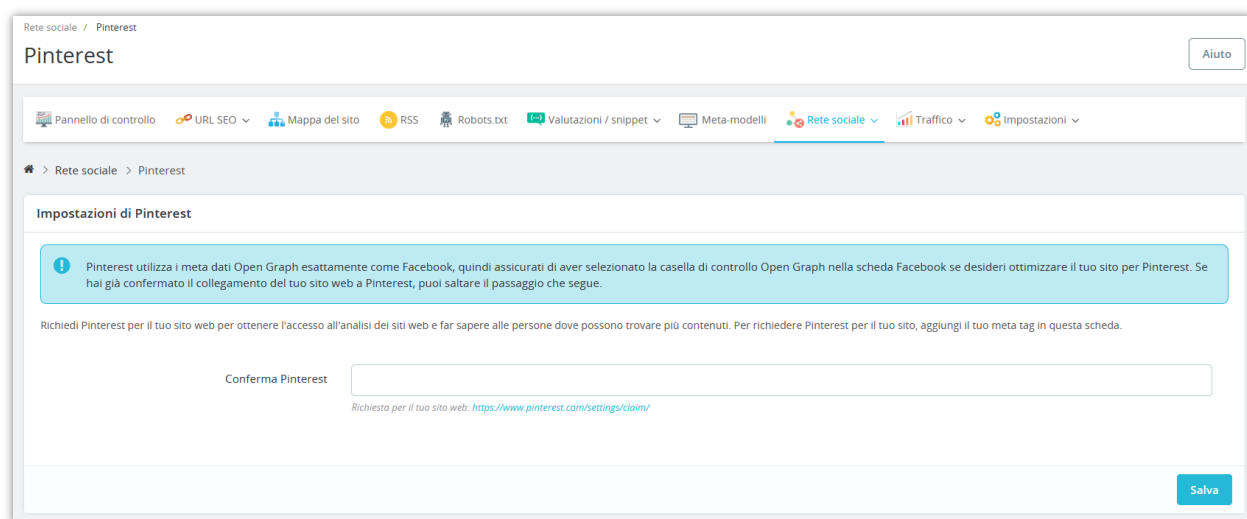 Rete sociale / Pinterest
Pinterest
Aiuto
Pannello di controllo URL SEO Mappa del sito RSS Robots.txt Valutazioni / snippet Meta-modelli Rete sociale Traffico Impostazioni
> Rete sociale > Pinterest
Impostazioni di Pinterest
Pinterest utilizza i meta dati Open Graph esattamente come Facebook, quindi assicurati di aver selezionato la casella di controllo Open Graph nella scheda Facebook se desideri ottimizzare il tuo sito per Pinterest. Se
hai già confermato il collegamento del tuo sito web a Pinterest, puoi saltare il passaggio che segue.
Richiedi Pinterest per il tuo sito web per ottenere l'accesso all'analisi dei siti web e far sapere alle persone dove possono trovare più contenuti. Per richiedere Pinterest per il tuo sito, aggiungi il tuo meta tag in questa scheda.
Conferma Pinterest
Richiesta per il tuo sito web: https://www.pinterest.com/settings/claim/
Salva